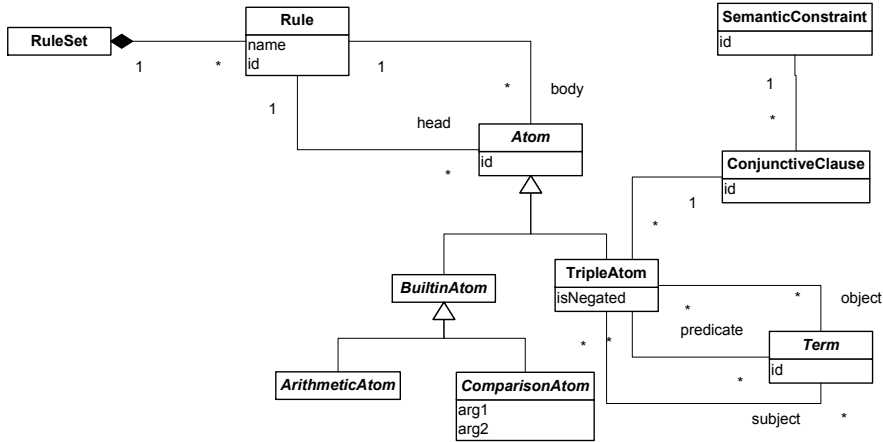 Rule
name
id
RuleSet
1
*
1
*
body
1
head
*
Atom
id
SemanticConstraint
id
1
*
ConjunctiveClause
id
1
*
BuiltinAtom
TripleAtom
isNegated
*
*
object
predicate
*
*
*
Term
id
subject
*
ArithmeticAtom
ComparisonAtom
arg1
arg2